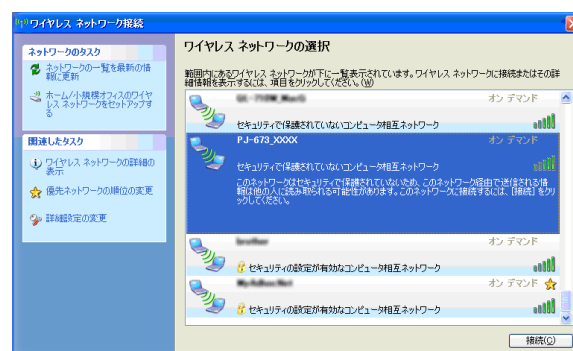 ワイヤレス ネットワーク接続
ネットワークのタスク
ネットワークの一覧を最新の情
報に更新
ホーム/小規模オフィスのワイヤ
レス ネットワークをセットアップす
る
関連したタスク
ワイヤレス ネットワークの詳細の
表示
優先ネットワークの順位の変更
詳細設定の変更
ワイヤレス ネットワークの選択
範囲内にあるワイヤレス ネットワークが下に一覧表示されています。ワイヤレス ネットワークに接続またはその詳
細情報を表示するには、項目をクリックしてください。(W)
オン デマンド
セキュリティで保護されていないコンピュータ相互ネットワーク
PJ-673_XXXX
オン デマンド
セキュリティで保護されていないコンピュータ相互ネットワーク
このネットワークはセキュリティで保護されていないため、このネットワーク経由で送信される情
報は他の人に読み取られる可能性があります。このネットワークに接続するには、[接続] をクリ
ックしてください。
オン デマンド
セキュリティの設定が有効なコンピュータ相互ネットワーク
オン デマンド
セキュリティの設定が有効なコンピュータ相互ネットワーク
接続(C)